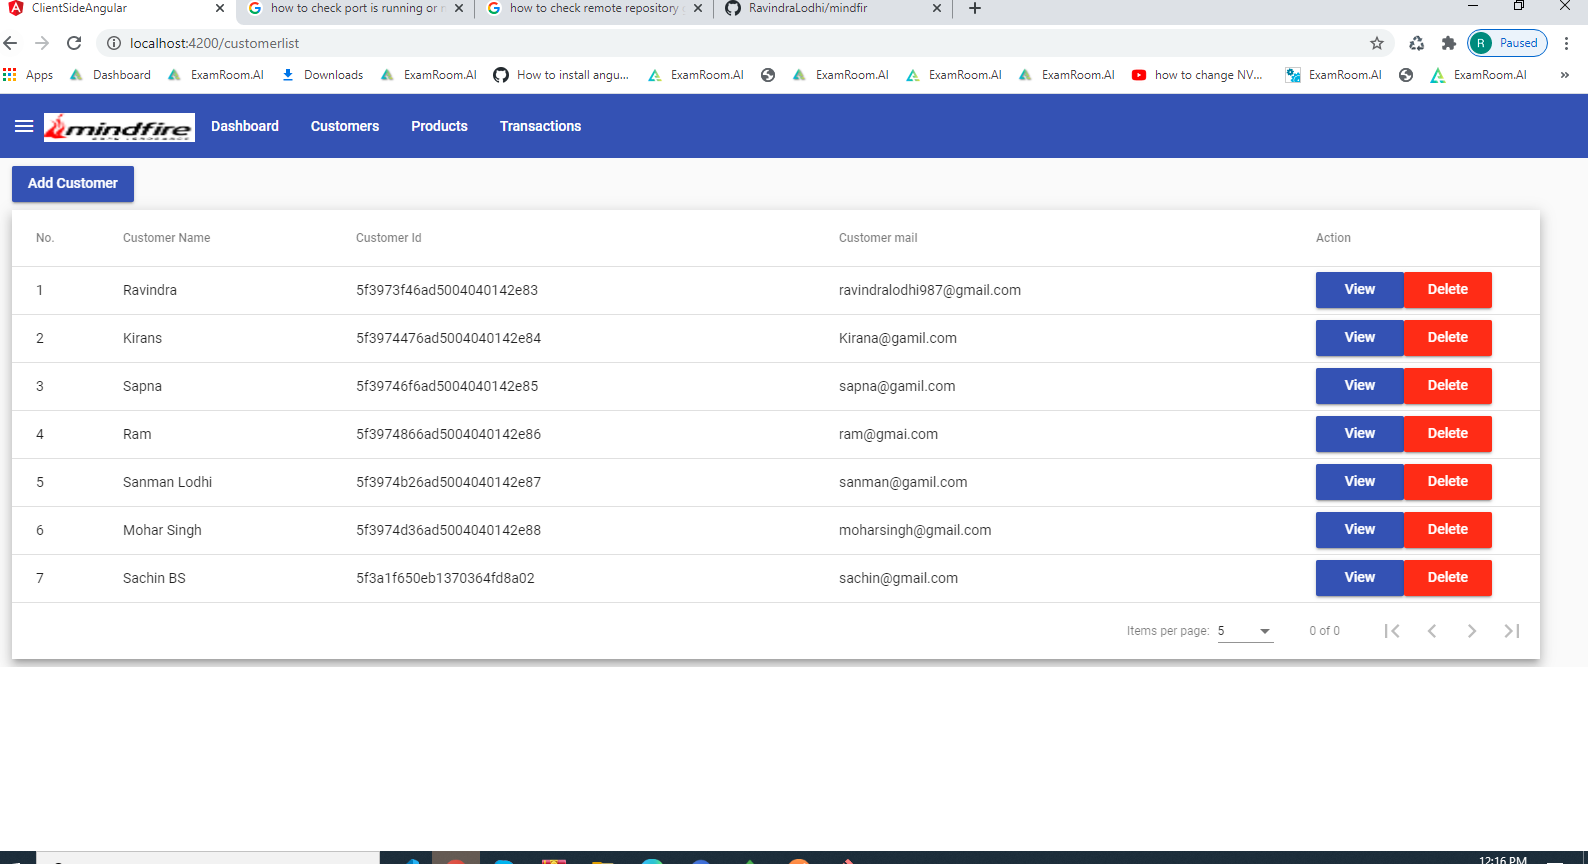 ClientSideAngular how to check port is running or n how to check remote repository RavindraLodhi/mindfir
localhost:4200/customerlist R Paused
Apps Dashboard ExamRoom.AI Downloads ExamRoom.AI How to install angu... ExamRoom.AI ExamRoom.AI ExamRoom.AI ExamRoom.AI how to change NV... ExamRoom.AI ExamRoom.AI »
mindfire Dashboard Customers Products Transactions
Add Customer
No. Customer Name Customer Id Customer mail Action
1 Ravindra 5f3973f46ad5004040142e83 ravindralodhi987@gmail.com View Delete
2 Kirans 5f3974476ad5004040142e84 Kirana@gamil.com View Delete
3 Sapna 5f39746f6ad5004040142e85 sapna@gamil.com View Delete
4 Ram 5f3974866ad5004040142e86 ram@gmai.com View Delete
5 Sanman Lodhi 5f3974b26ad5004040142e87 sanman@gamil.com View Delete
6 Mohar Singh 5f3974d36ad5004040142e88 moharsingh@gmail.com View Delete
7 Sachin BS 5f3a1f650eb1370364fd8a02 sachin@gmail.com View Delete
Items per page: 5 0 of 0
12:16 PM